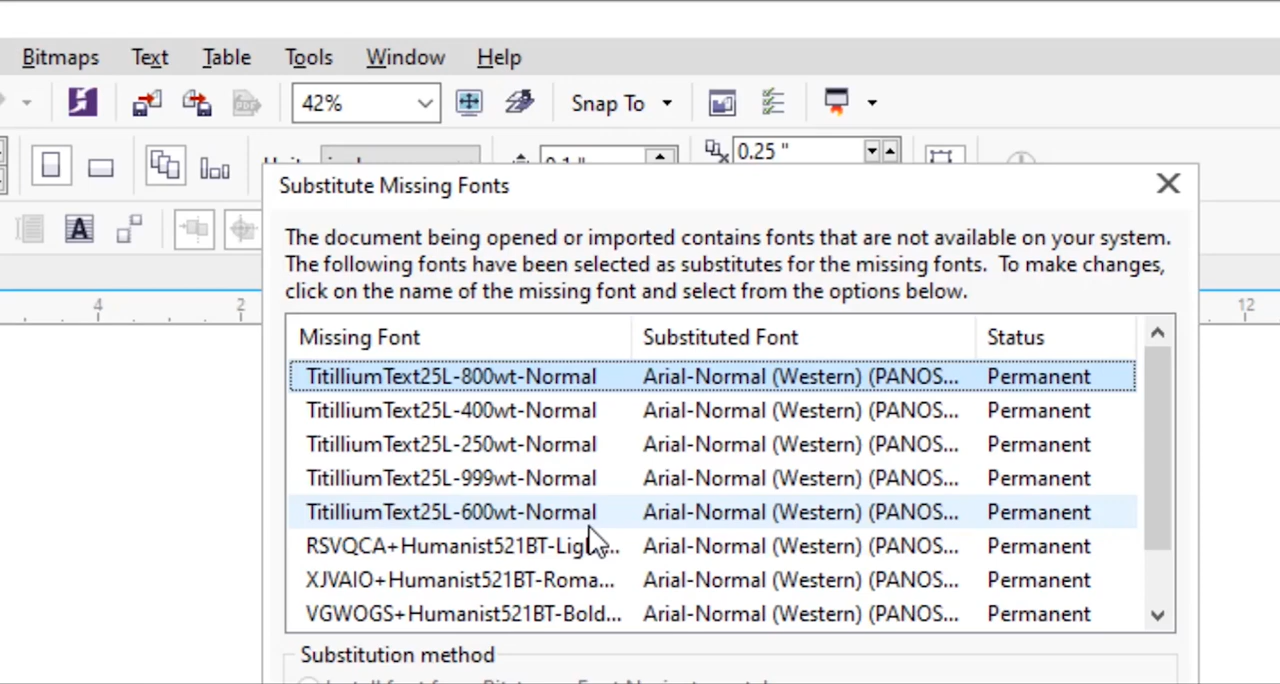 Bitmaps Text Table Tools Window Help
42% Snap To
0.25 "
Substitute Missing Fonts
The document being opened or imported contains fonts that are not available on your system.
The following fonts have been selected as substitutes for the missing fonts. To make changes,
click on the name of the missing font and select from the options below.
4 2 12
Missing Font Substituted Font Status
TitilliumText25L-800wt-Normal Arial-Normal (Western) (PANOS... Permanent
TitilliumText25L-400wt-Normal Arial-Normal (Western) (PANOS... Permanent
TitilliumText25L-250wt-Normal Arial-Normal (Western) (PANOS... Permanent
TitilliumText25L-999wt-Normal Arial-Normal (Western) (PANOS... Permanent
TitilliumText25L-600wt-Normal Arial-Normal (Western) (PANOS... Permanent
RSVQCA+Humanist521BT-Ligh... Arial-Normal (Western) (PANOS... Permanent
XJVAIO+Humanist521BT-Roma... Arial-Normal (Western) (PANOS... Permanent
VGWOGS+Humanist521BT-Bold... Arial-Normal (Western) (PANOS... Permanent
Substitution method